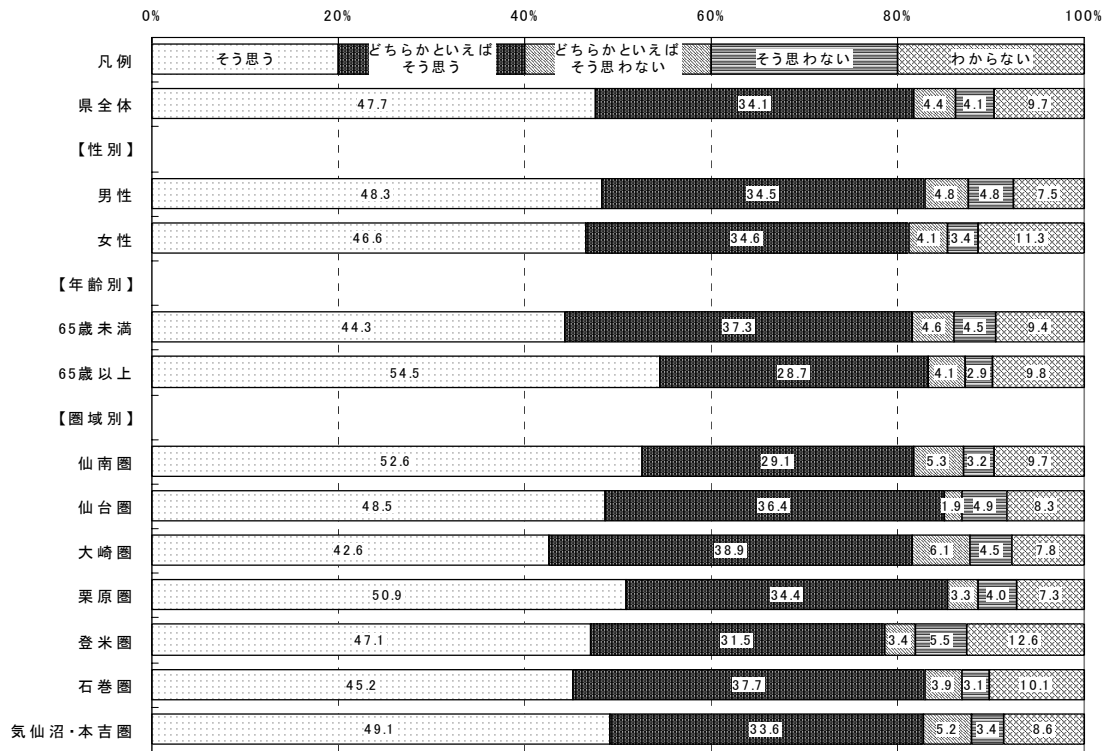 0% 20% 40% 60% 80% 100%
凡例 そう思う どちらかといえば そう思う どちらかといえば そう思わない そう思わない わからない
県全体 47.7 34.1 4.4 4.1 9.7
【性別】
男性 48.3 34.5 4.8 4.8 7.5
女性 46.6 34.6 4.1 3.4 11.3
【年齢別】
65歳未満 44.3 37.3 4.6 4.5 9.4
65歳以上 54.5 28.7 4.1 2.9 9.8
【圏域別】
仙南圏 52.6 29.1 5.3 3.2 9.7
仙台圏 48.5 36.4 1.9 4.9 8.3
大崎圏 42.6 38.9 6.1 4.5 7.8
栗原圏 50.9 34.4 3.3 4.0 7.3
登米圏 47.1 31.5 3.4 5.5 12.6
石巻圏 45.2 37.7 3.9 3.1 10.1
気仙沼・本吉圏 49.1 33.6 5.2 3.4 8.6